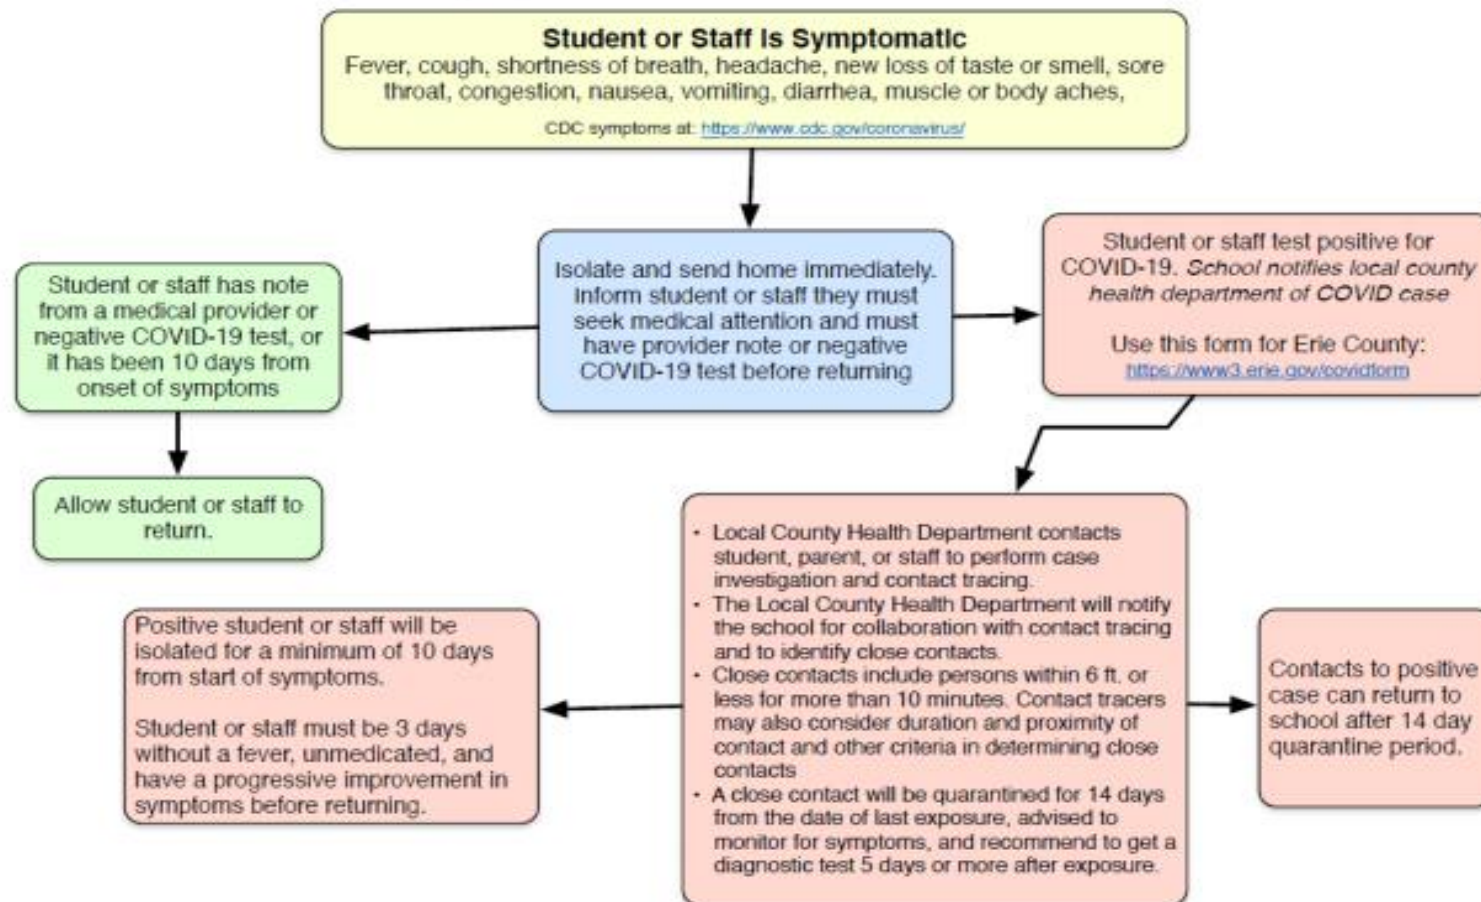 Student or Staff Is Symptomatic
Fever, cough, shortness of breath, headache, new loss of taste or smell, sore
throat, congestion, nausea, vomiting, diarrhea, muscle or body aches,
CDC symptoms at: https://www.cdc.gov/coronavirus/
Isolate and send home immediately.
Inform student or staff they must
seek medical attention and must
have provider note or negative
COVID-19 test before returning
Student or staff has note
from a medical provider or
negative COVID-19 test, or
it has been 10 days from
onset of symptoms
Allow student or staff to
return.
Student or staff test positive for
COVID-19. School notifies local county
health department of COVID case
Use this form for Erie County:
https://www3.erie.gov/covidform
• Local County Health Department contacts
student, parent, or staff to perform case
investigation and contact tracing.
• The Local County Health Department will notify
the school for collaboration with contact tracing
and to identify close contacts.
• Close contacts include persons within 6 ft. or
less for more than 10 minutes. Contact tracers
may also consider duration and proximity of
contact and other criteria in determining close
contacts
• A close contact will be quarantined for 14 days
from the date of last exposure, advised to
monitor for symptoms, and recommend to get a
diagnostic test 5 days or more after exposure.
Positive student or staff will be
isolated for a minimum of 10 days
from start of symptoms.
Student or staff must be 3 days
without a fever, unmedicated, and
have a progressive improvement in
symptoms before returning.
Contacts to positive
case can return to
school after 14 day
quarantine period.